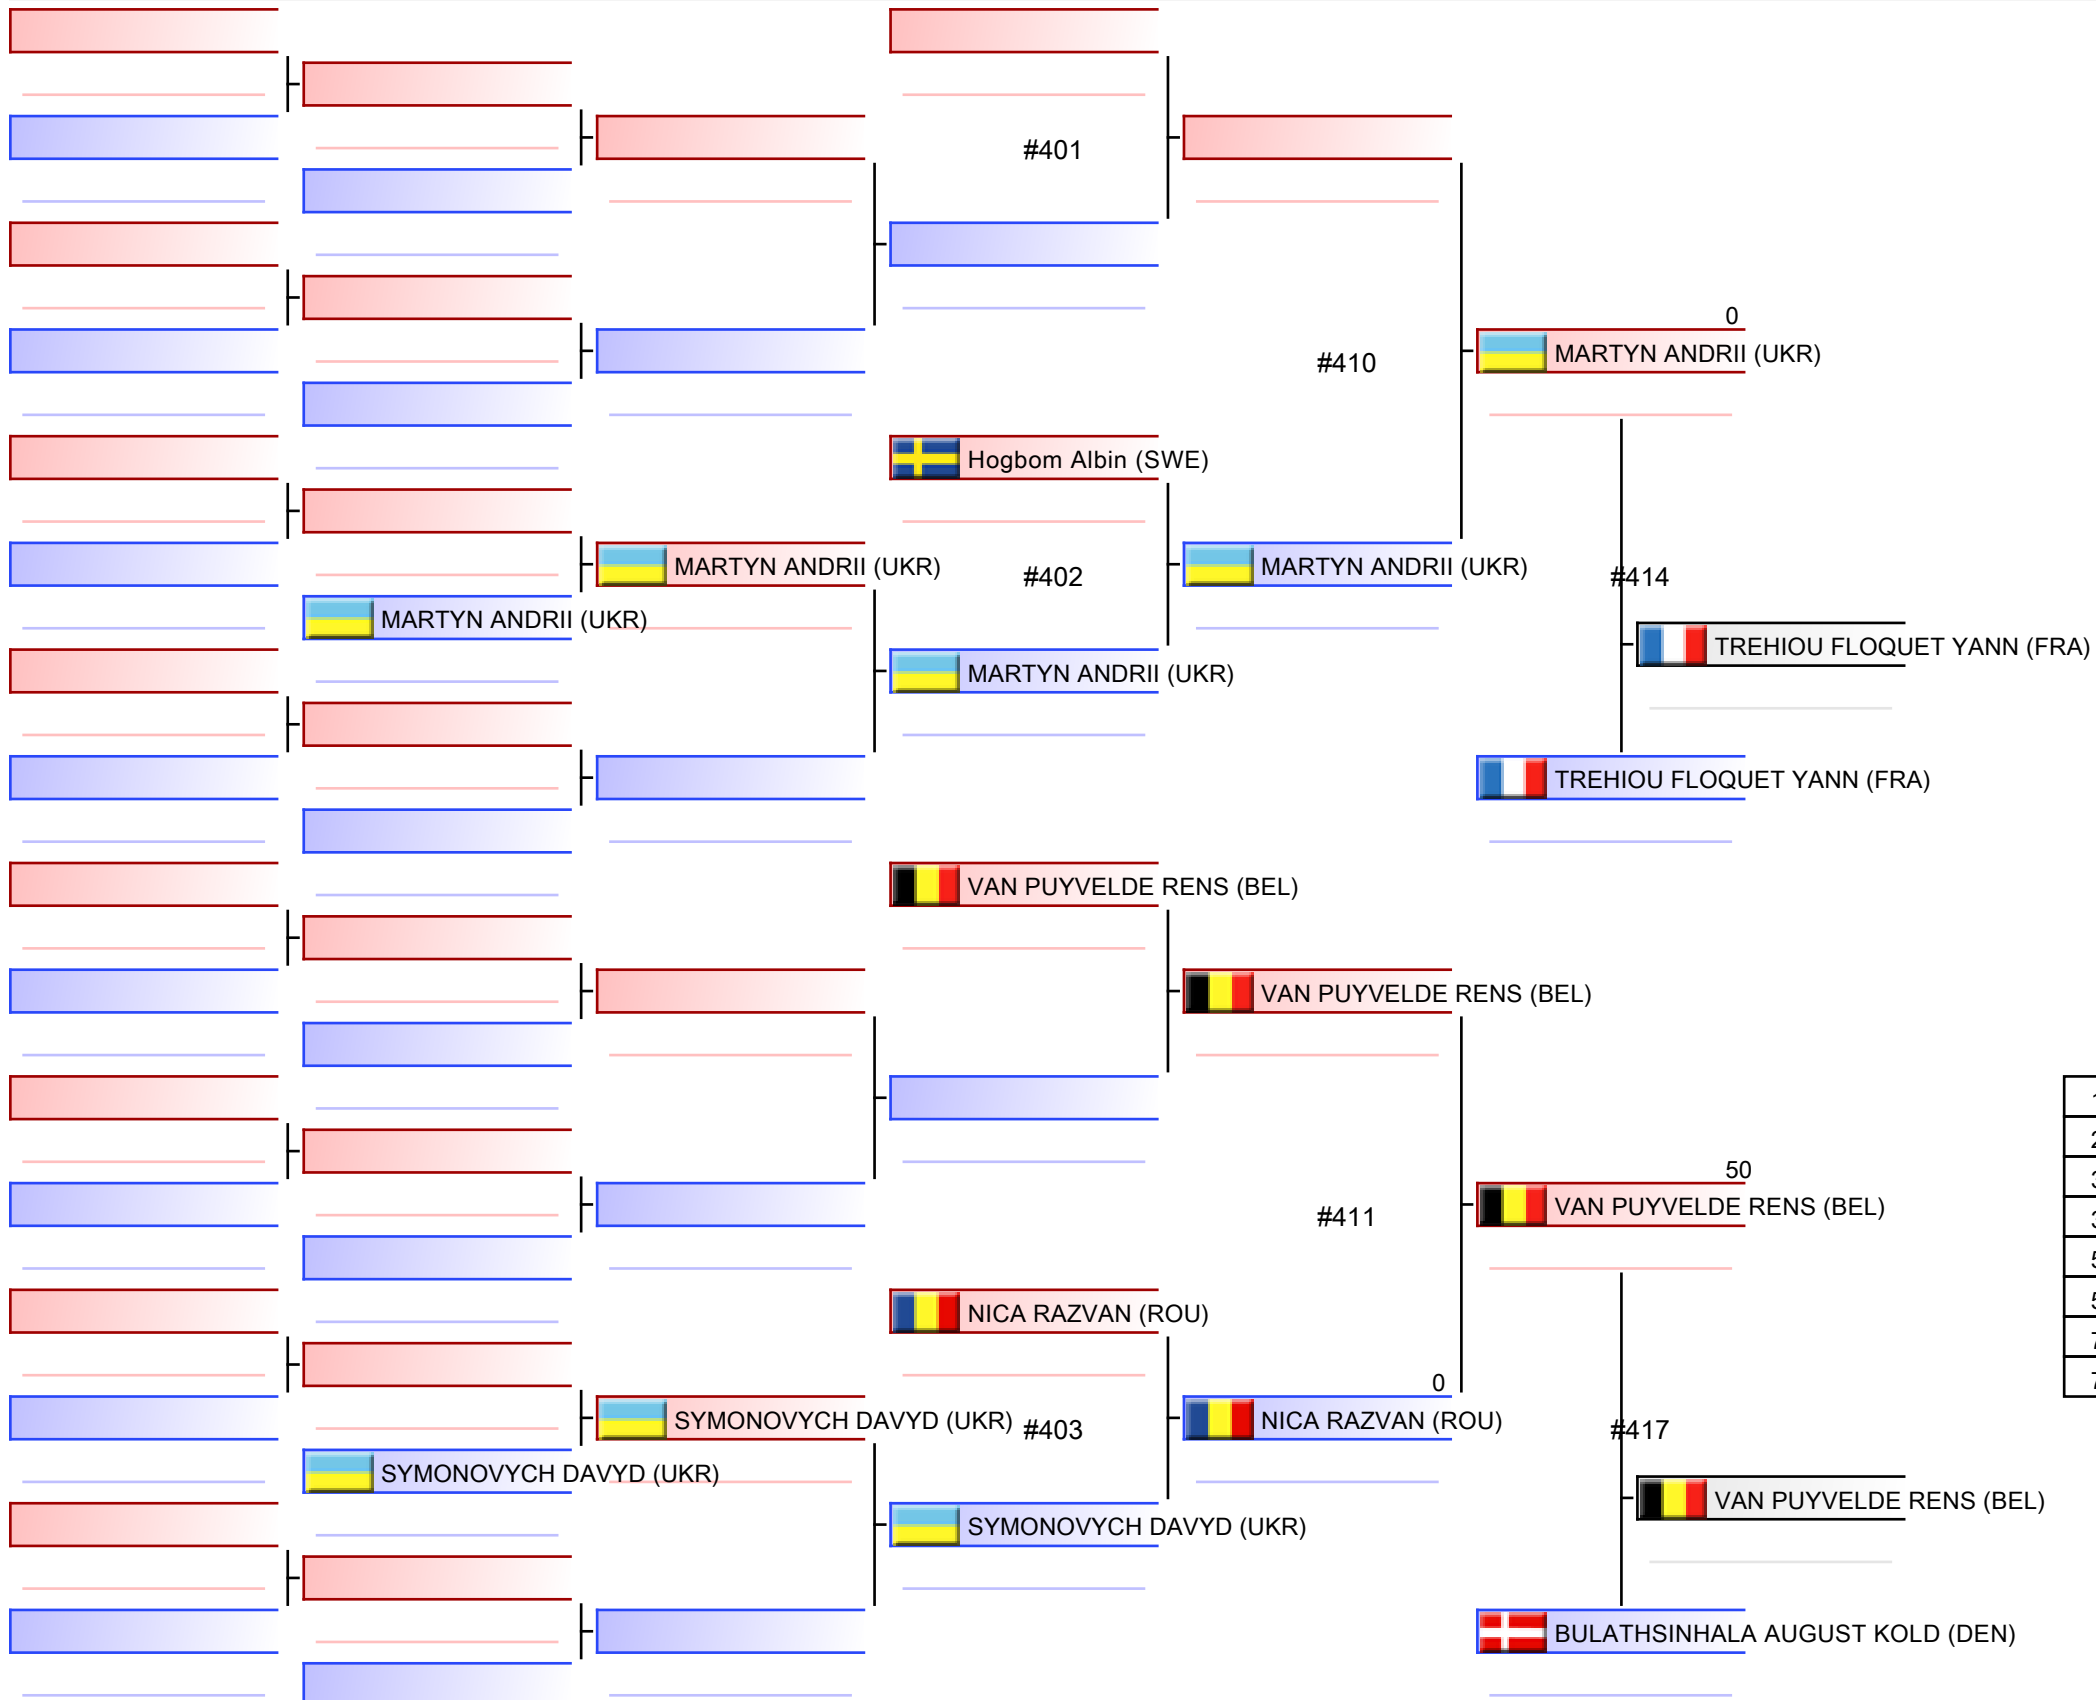 #401
0
MARTYN ANDRII (UKR)
#410
Hogbom Albin (SWE)
MARTYN ANDRII (UKR)
#402
MARTYN ANDRII (UKR)
#414
MARTYN ANDRII (UKR)
TREHIOU FLOQUET YANN (FRA)
MARTYN ANDRII (UKR)
TREHIOU FLOQUET YANN (FRA)
VAN PUYVELDE RENS (BEL)
VAN PUYVELDE RENS (BEL)
50
VAN PUYVELDE RENS (BEL)
#411
NICA RAZVAN (ROU)
0
SYMONOVYCH DAVYD (UKR)
#403
NICA RAZVAN (ROU)
#417
SYMONOVYCH DAVYD (UKR)
VAN PUYVELDE RENS (BEL)
SYMONOVYCH DAVYD (UKR)
BULATHSINHALA AUGUST KOLD (DEN)